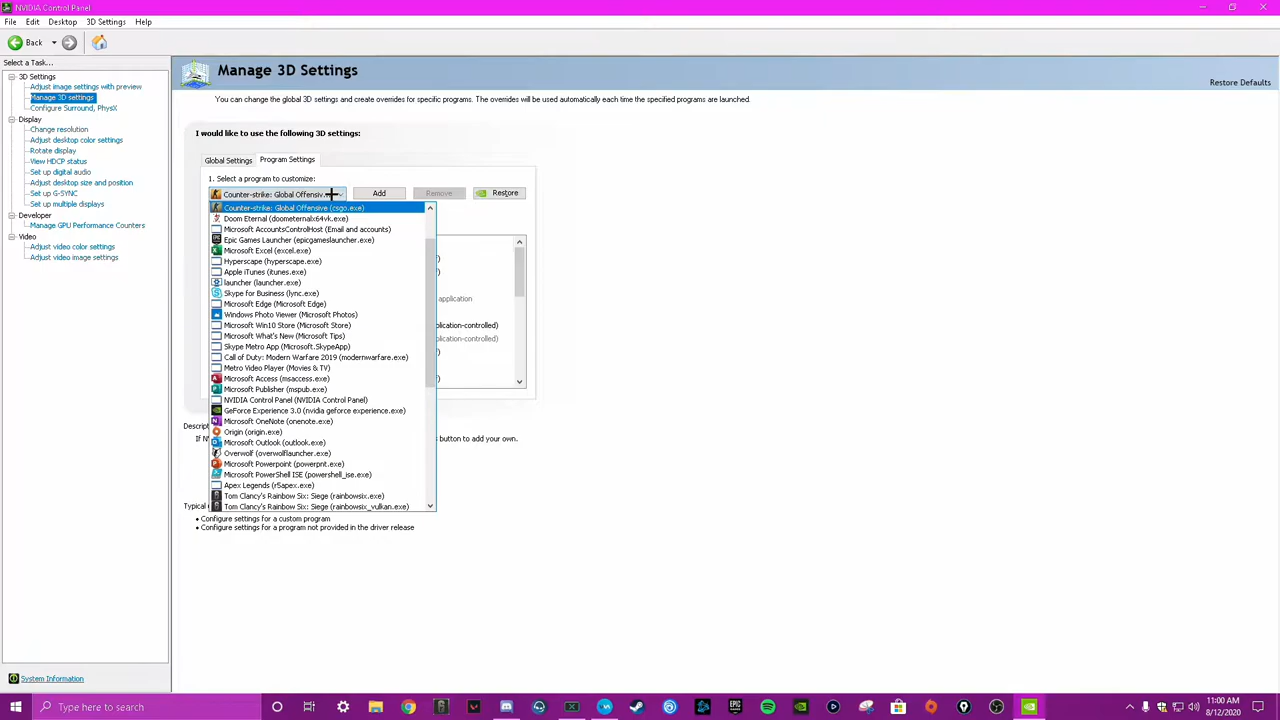 NVIDIA Control Panel
File Edit Desktop 3D Settings Help
Back
Select a Task...
3D Settings
Adjust image settings with preview
Manage 3D settings
Configure Surround, PhysX
Display
Change resolution
Adjust desktop color settings
Rotate display
View HDCP status
Set up digital audio
Adjust desktop size and position
Set up G-SYNC
Set up multiple displays
Developer
Manage GPU Performance Counters
Video
Adjust video color settings
Adjust video image settings
System Information
Manage 3D Settings
Restore Defaults
You can change the global 3D settings and create overrides for specific programs. The overrides will be used automatically each time the specified programs are launched.
I would like to use the following 3D settings:
Global Settings Program Settings
1. Select a program to customize:
Counter-strike: Global Offensiv... Add Remove Restore
Counter-strike: Global Offensive (csgo.exe)
Doom Eternal (doometernalx64vk.exe)
Microsoft AccountsControlHost (Email and accounts)
Epic Games Launcher (epicgameslauncher.exe)
Microsoft Excel (excel.exe)
Hyperscape (hyperscape.exe)
Apple iTunes (itunes.exe)
launcher (launcher.exe)
Skype for Business (lync.exe)
Microsoft Edge (Microsoft Edge)
Windows Photo Viewer (Microsoft Photos)
Microsoft Win10 Store (Microsoft Store)
Microsoft What's New (Microsoft Tips)
Skype Metro App (Microsoft.SkypeApp)
Call of Duty: Modern Warfare 2019 (modernwarfare.exe)
Metro Video Player (Movies & TV)
Microsoft Access (msaccess.exe)
Microsoft Publisher (mspub.exe)
NVIDIA Control Panel (NVIDIA Control Panel)
GeForce Experience 3.0 (nvidia geforce experience.exe)
Microsoft OneNote (onenote.exe)
Origin (origin.exe)
Microsoft Outlook (outlook.exe)
Overwolf (overwolflauncher.exe)
Microsoft Powerpoint (powerpnt.exe)
Microsoft PowerShell ISE (powershell_ise.exe)
Apex Legends (r5apex.exe)
Tom Clancy's Rainbow Six: Siege (rainbowsix.exe)
Tom Clancy's Rainbow Six: Siege (rainbowsix_vulkan.exe)
application
plication-controlled)
plication-controlled)
Descript
If N
button to add your own.
Typical
• Configure settings for a custom program
• Configure settings for a program not provided in the driver release
Type here to search
11:00 AM
8/12/2020